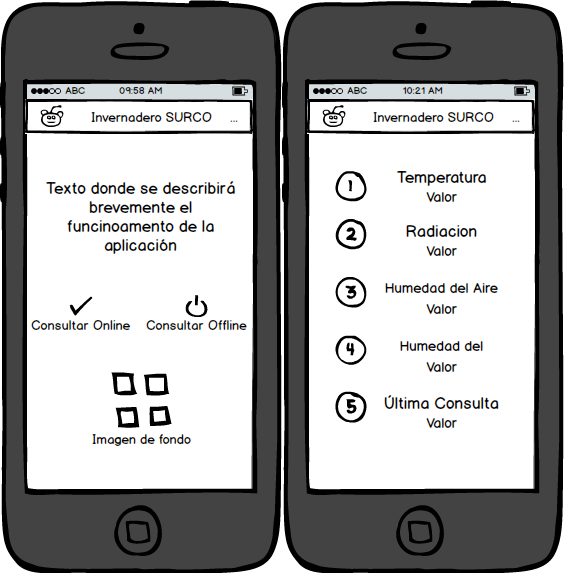 ABC 09:58 AM
Invernadero SURCO ...
Texto donde se describirá
brevemente el
funcinoamento de la
aplicación
Consultar Online Consultar Offline
Imagen de fondo
ABC 10:21 AM
Invernadero SURCO ...
1 Temperatura
Valor
2 Radiacion
Valor
3 Humedad del Aire
Valor
4 Humedad del
Valor
5 Última Consulta
Valor